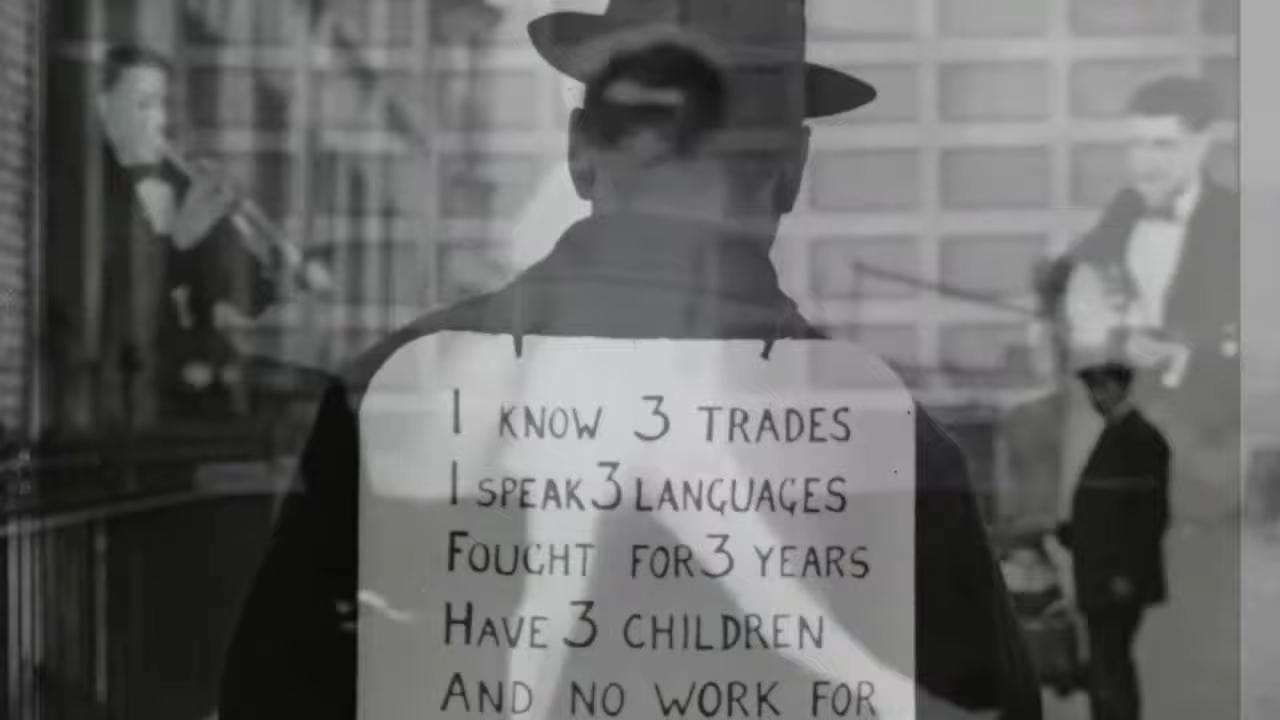 I KNOW 3 TRADES
I SPEAK 3 LANGUAGES
FOUGHT FOR 3 YEARS
HAVE 3 CHILDREN
AND NO WORK FOR